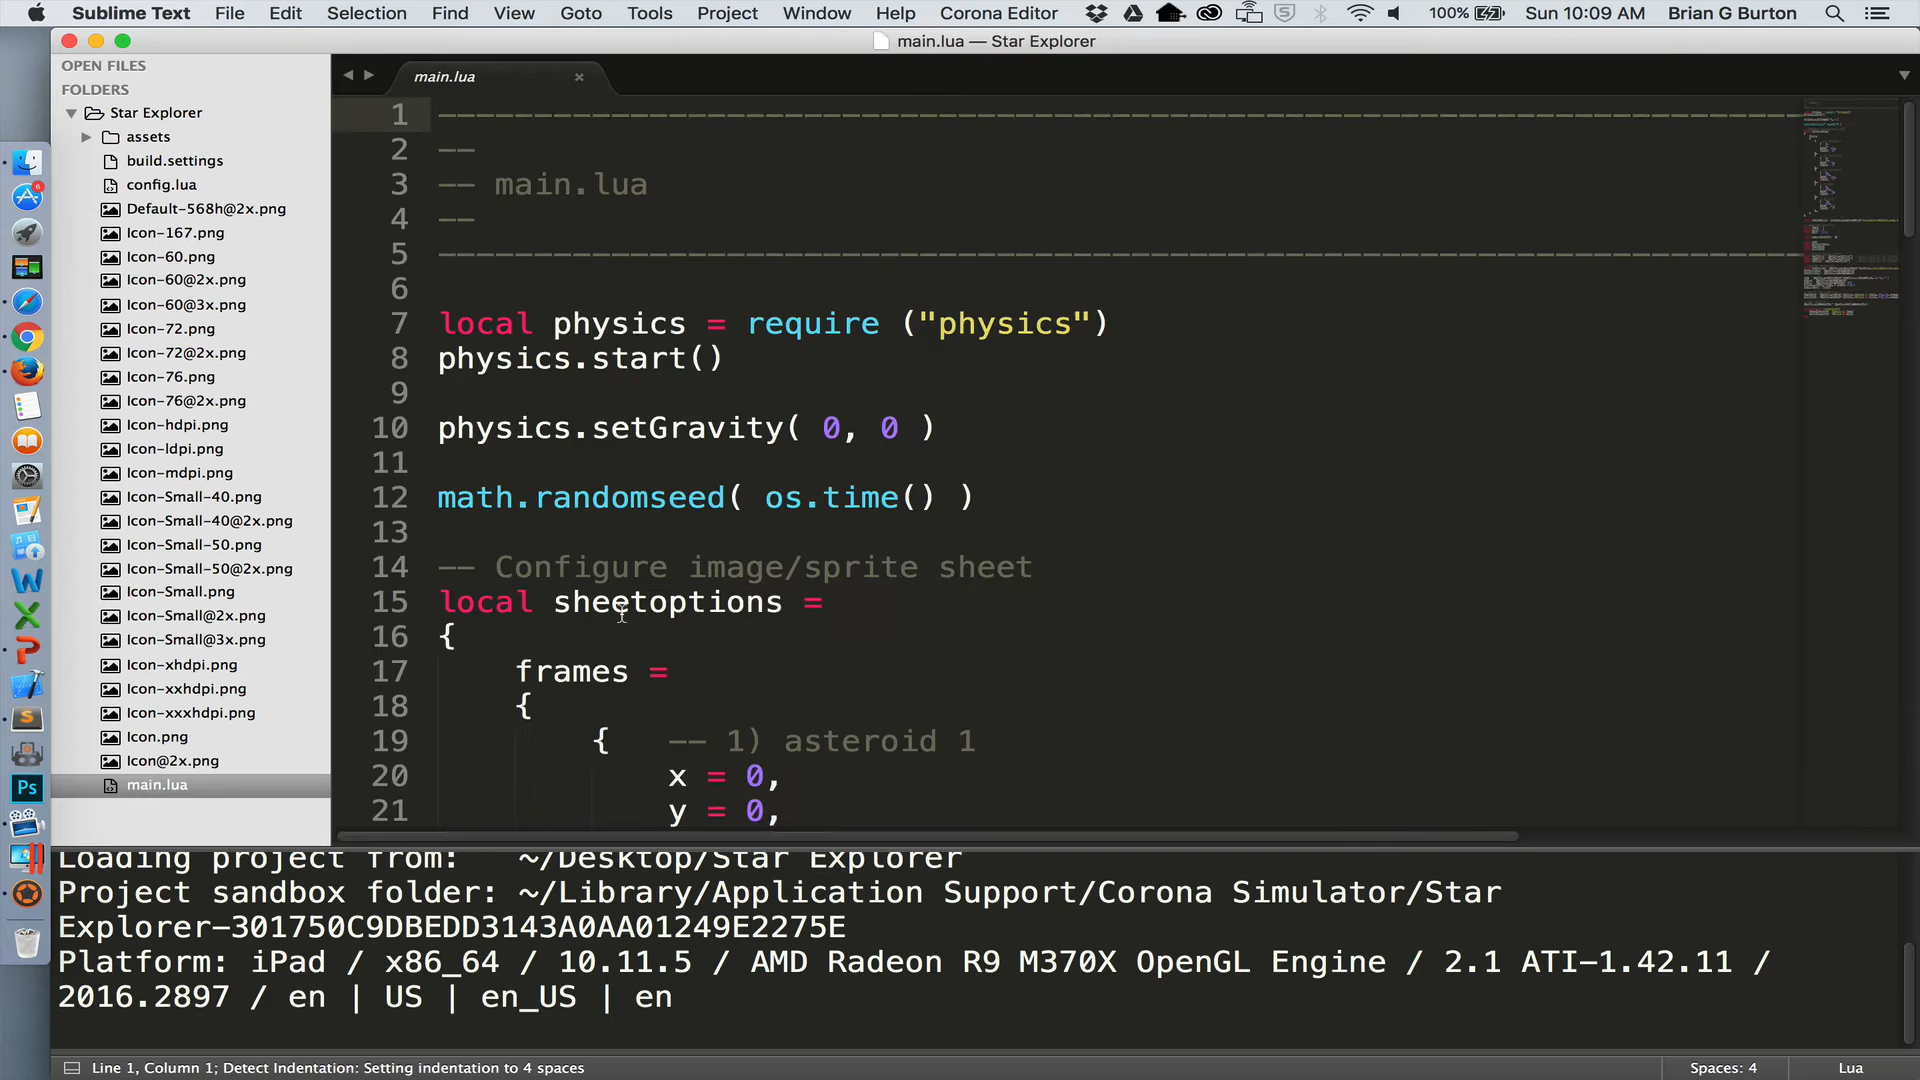 Sublime Text File Edit Selection Find View Goto Tools Project Window Help Corona Editor 100% Sun 10:09 AM Brian G Burton
main.lua — Star Explorer
OPEN FILES
FOLDERS
Star Explorer
assets
build.settings
config.lua
Default-568h@2x.png
Icon-167.png
Icon-60.png
Icon-60@2x.png
Icon-60@3x.png
Icon-72.png
Icon-72@2x.png
Icon-76.png
Icon-76@2x.png
Icon-hdpi.png
Icon-ldpi.png
Icon-mdpi.png
Icon-Small-40.png
Icon-Small-40@2x.png
Icon-Small-50.png
Icon-Small-50@2x.png
Icon-Small.png
Icon-Small@2x.png
Icon-Small@3x.png
Icon-xhdpi.png
Icon-xxhdpi.png
Icon-xxxhdpi.png
Icon.png
Icon@2x.png
main.lua
main.lua ×
1 -----------------------------------------------------------------------
2 --
3 -- main.lua
4 --
5 -----------------------------------------------------------------------
6
7 local physics = require ("physics")
8 physics.start()
9
10 physics.setGravity( 0, 0 )
11
12 math.randomseed( os.time() )
13
14 -- Configure image/sprite sheet
15 local sheetoptions =
16 {
17 frames =
18 {
19 { -- 1) asteroid 1
20 x = 0,
21 y = 0,
Loading project from: ~/Desktop/Star Explorer
Project sandbox folder: ~/Library/Application Support/Corona Simulator/Star
Explorer-301750C9DBEDD3143A0AA01249E2275E
Platform: iPad / x86_64 / 10.11.5 / AMD Radeon R9 M370X OpenGL Engine / 2.1 ATI-1.42.11 /
2016.2897 / en | US | en_US | en
Line 1, Column 1; Detect Indentation: Setting indentation to 4 spaces Spaces: 4 Lua